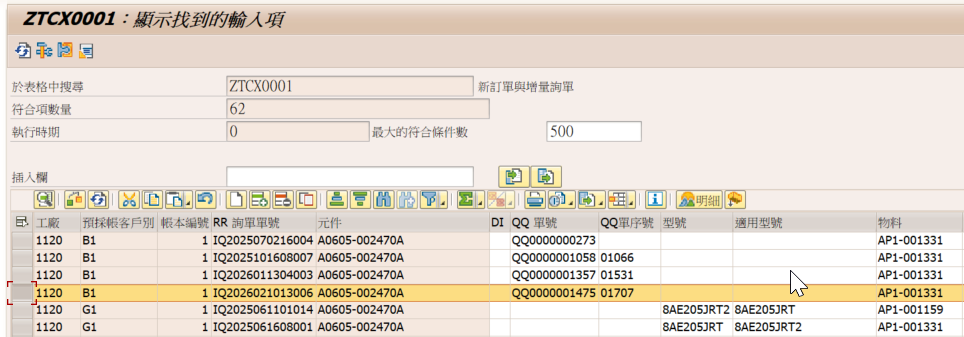 ZTCX0001：顯示找到的輸入項
於表格中搜尋 ZTCX0001 新訂單與增量詢單
符合項數量 62
執行時期 0 最大的符合條件數 500
插入欄
明細
工廠 預採帳客戶別 帳本編號 RR 詢單單號 元件 DI QQ 單號 QQ單序號 型號 適用型號 物料
1120 B1 1 IQ2025070216004 A0605-002470A QQ0000000273 AP1-001331
1120 B1 1 IQ2025101608007 A0605-002470A QQ0000001058 01066 AP1-001331
1120 B1 1 IQ2026011304003 A0605-002470A QQ0000001357 01531 AP1-001331
1120 B1 1 IQ2026021013006 A0605-002470A QQ0000001475 01707 AP1-001331
1120 G1 1 IQ2025061101014 A0605-002470A 8AE205JRT2 8AE205JRT AP1-001159
1120 G1 1 IQ2025061608001 A0605-002470A 8AE205JRT 8AE205JRT2 AP1-001331